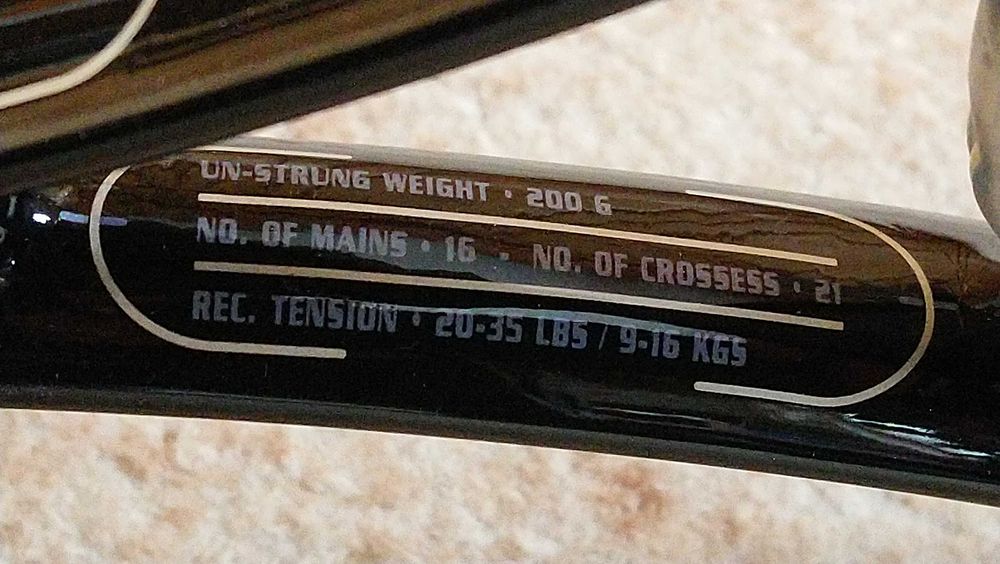 UN-STRUNG WEIGHT · 200 G
NO. OF MAINS · 16 · NO. OF CROSSESS · 21
REC. TENSION · 20-35 LBS / 9-16 KGS